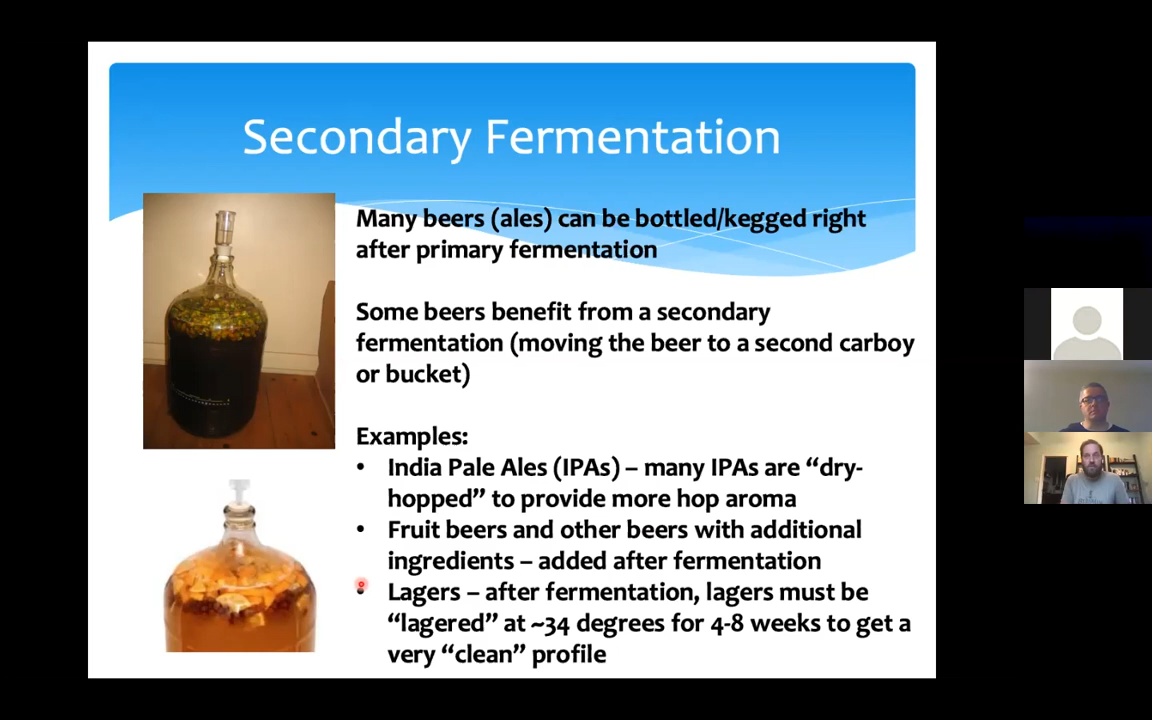 Secondary Fermentation
Many beers (ales) can be bottled/kegged right
after primary fermentation
Some beers benefit from a secondary
fermentation (moving the beer to a second carboy
or bucket)
Examples:
• India Pale Ales (IPAs) – many IPAs are “dry-
hopped” to provide more hop aroma
• Fruit beers and other beers with additional
ingredients – added after fermentation
• Lagers – after fermentation, lagers must be
“lagered” at ~34 degrees for 4-8 weeks to get a
very “clean” profile